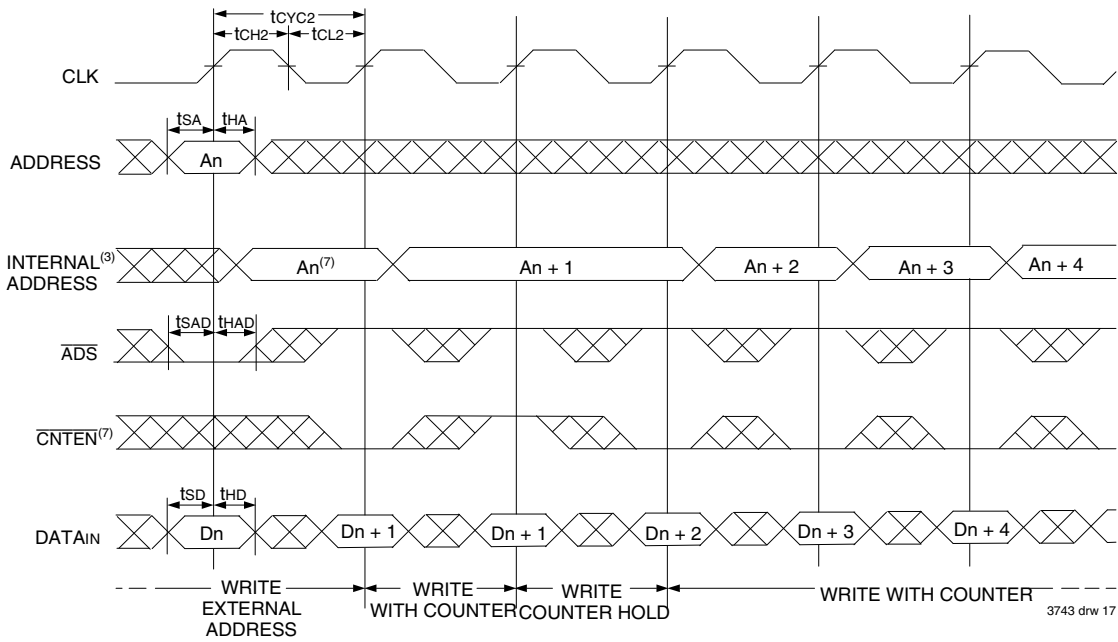 tCYC2
tCH2 tCL2
CLK
tSA tHA
ADDRESS An
INTERNAL(3) ADDRESS An(7) An + 1 An + 2 An + 3 An + 4
tSAD tHAD
ADS
CNTEN(7)
tSD tHD
DATAIN Dn Dn + 1 Dn + 1 Dn + 2 Dn + 3 Dn + 4
WRITE EXTERNAL ADDRESS
WRITE WITH COUNTER
WRITE COUNTER HOLD
WRITE WITH COUNTER
3743 drw 17